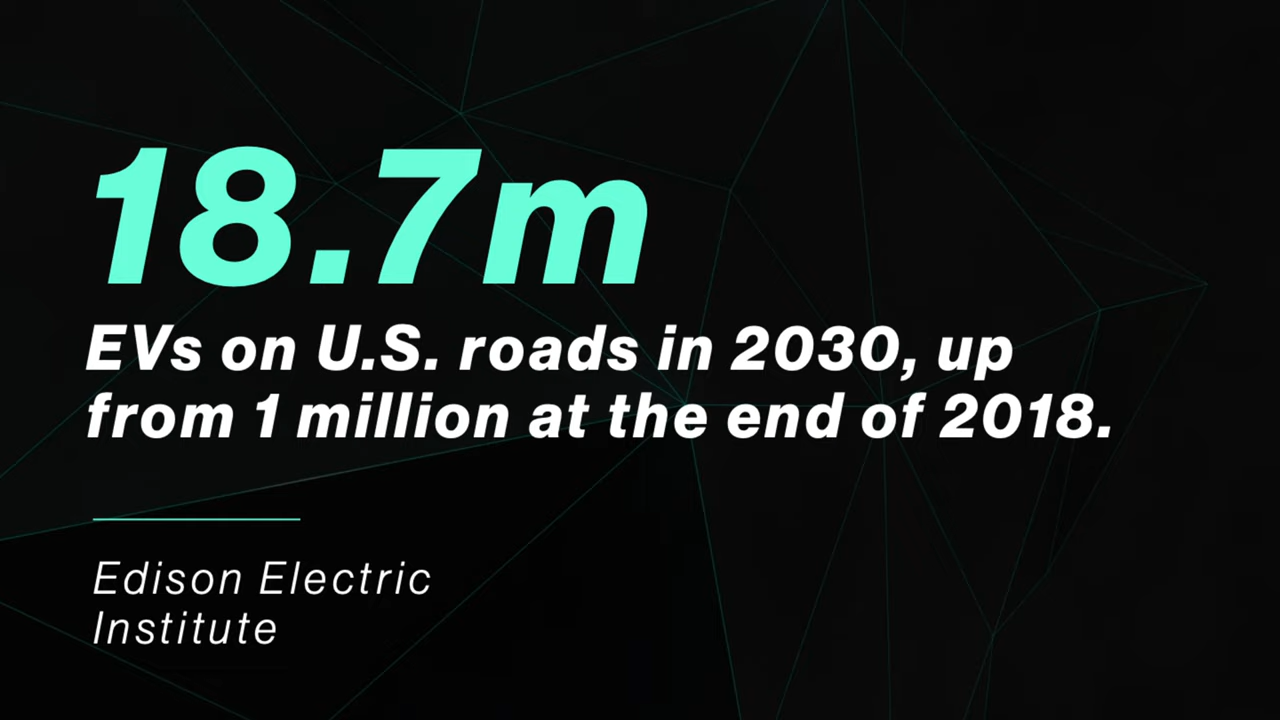 18.7m
EVs on U.S. roads in 2030, up
from 1 million at the end of 2018.
Edison Electric
Institute